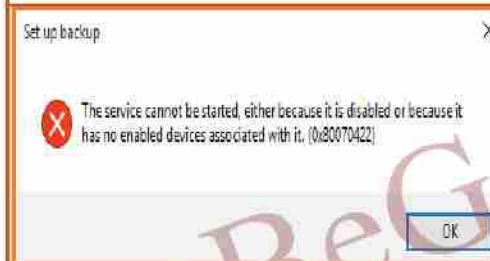 Set up backup
The service cannot be started, either because it is disabled or because it
has no enabled devices associated with it. (0x80070422)
OK
BeG